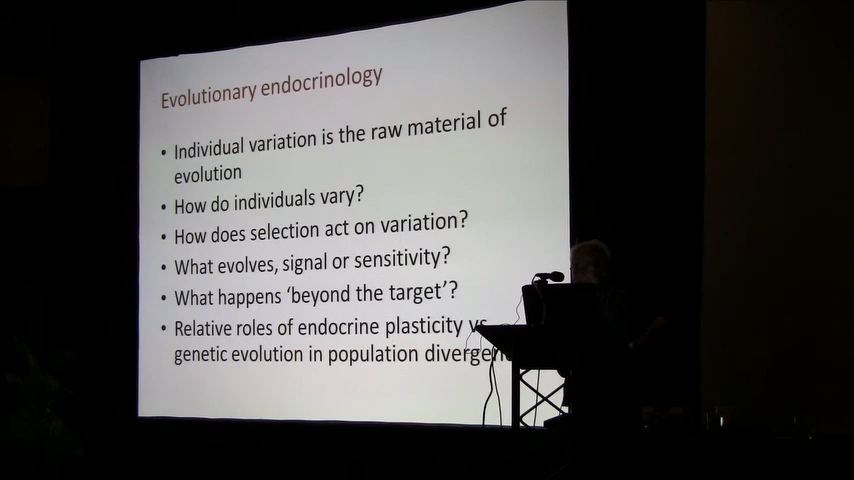 Evolutionary endocrinology
• Individual variation is the raw material of
evolution
• How do individuals vary?
• How does selection act on variation?
• What evolves, signal or sensitivity?
• What happens ‘beyond the target’?
• Relative roles of endocrine plasticity vs
genetic evolution in population